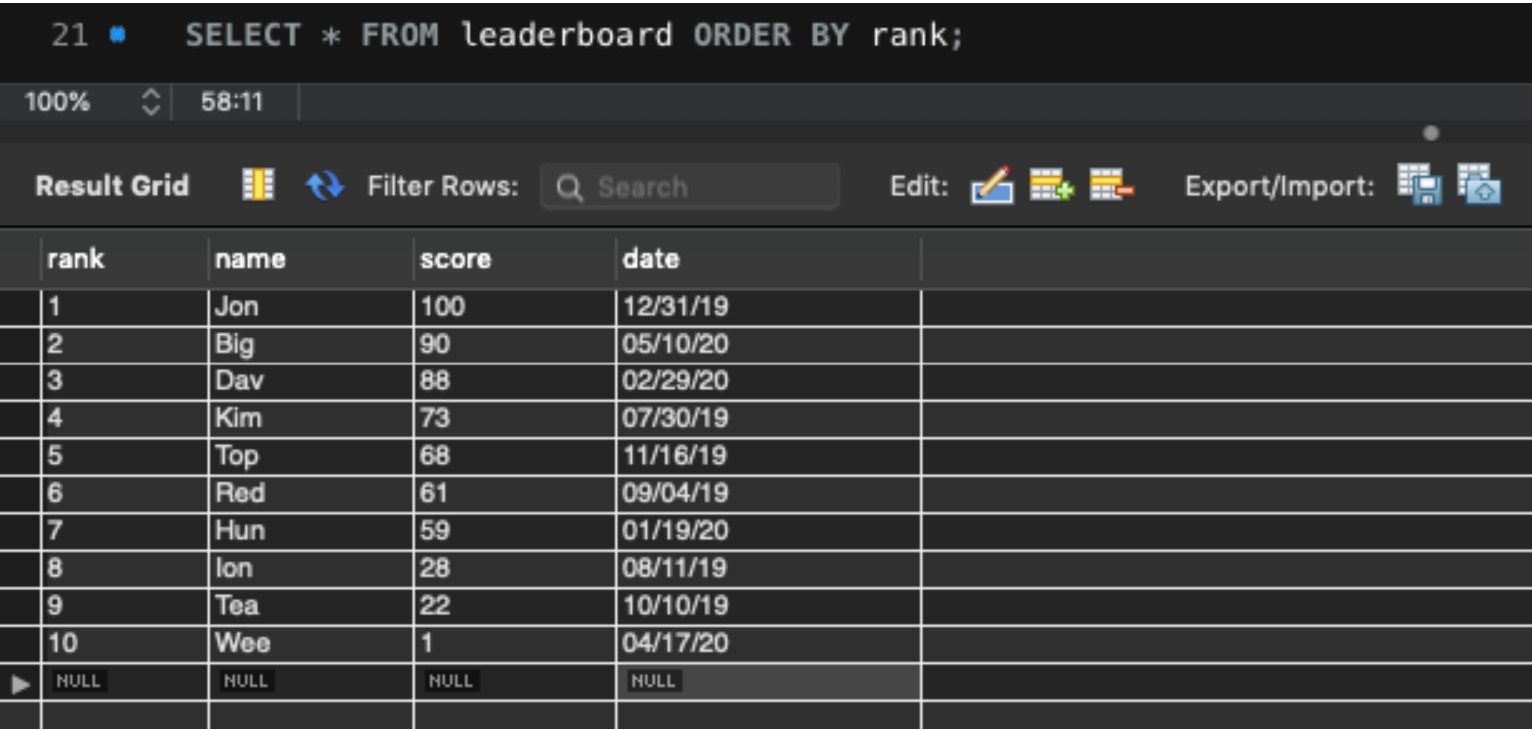 21 SELECT * FROM leaderboard ORDER BY rank;
100% 58:11
Result Grid Filter Rows: Search Edit: Export/Import:
rank name score date
1 Jon 100 12/31/19
2 Big 90 05/10/20
3 Dav 88 02/29/20
4 Kim 73 07/30/19
5 Top 68 11/16/19
6 Red 61 09/04/19
7 Hun 59 01/19/20
8 Ion 28 08/11/19
9 Tea 22 10/10/19
10 Wee 1 04/17/20
NULL NULL NULL NULL